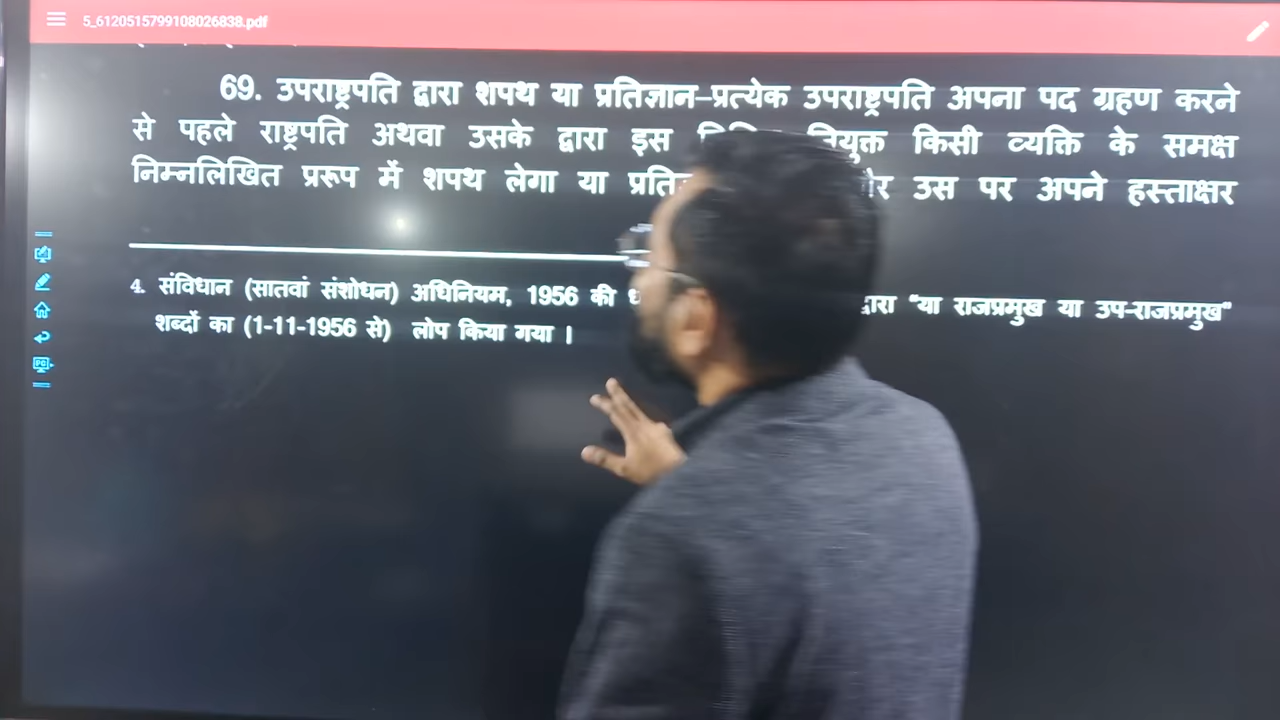 5_6120515799108026838.pdf
69. उपराष्ट्रपति द्वारा शपथ या प्रतिज्ञान–प्रत्येक उपराष्ट्रपति अपना पद ग्रहण करने
से पहले राष्ट्रपति अथवा उसके द्वारा इस नियुक्त किसी व्यक्ति के समक्ष
निम्नलिखित प्ररूप में शपथ लेगा या उस पर अपने हस्ताक्षर
4. संविधान (सातवां संशोधन) अधिनियम, 1956 की द्वारा “या राजप्रमुख या उप-राजप्रमुख”
शब्दों का (1-11-1956 से) लोप किया गया ।